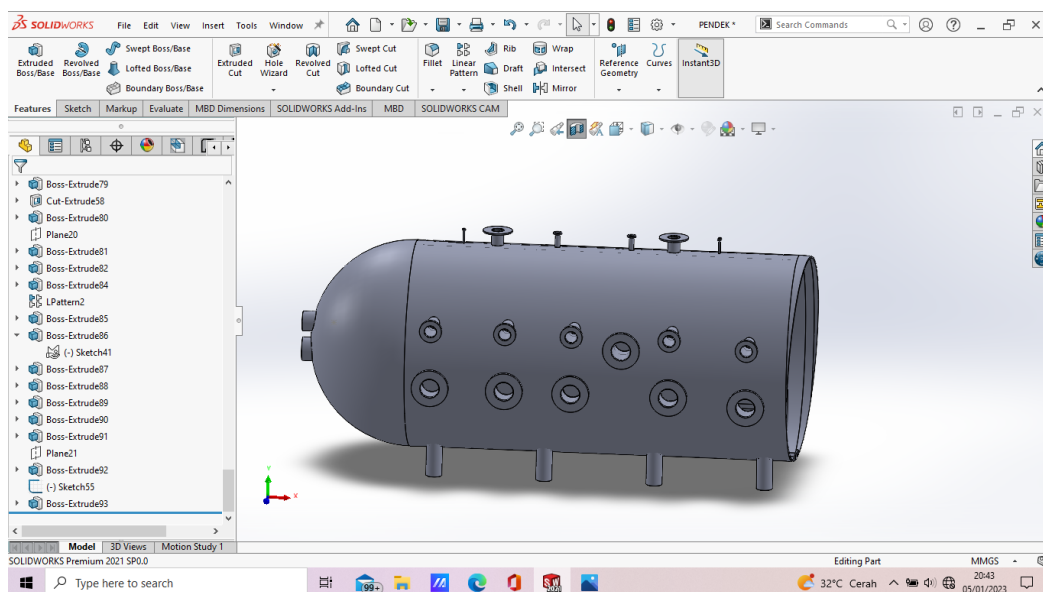 SOLIDWORKS File Edit View Insert Tools Window PENDEK * Search Commands
Extruded Boss/Base
Revolved Boss/Base
Swept Boss/Base
Lofted Boss/Base
Boundary Boss/Base
Extruded Cut
Hole Wizard
Revolved Cut
Swept Cut
Lofted Cut
Boundary Cut
Fillet
Linear Pattern
Rib
Draft
Shell
Wrap
Intersect
Mirror
Reference Geometry
Curves
Instant3D
Features Sketch Markup Evaluate MBD Dimensions SOLIDWORKS Add-Ins MBD SOLIDWORKS CAM
Boss-Extrude79
Cut-Extrude58
Boss-Extrude80
Plane20
Boss-Extrude81
Boss-Extrude82
Boss-Extrude84
LPattern2
Boss-Extrude85
Boss-Extrude86
(-) Sketch41
Boss-Extrude87
Boss-Extrude88
Boss-Extrude89
Boss-Extrude90
Boss-Extrude91
Plane21
Boss-Extrude92
(-) Sketch55
Boss-Extrude93
Y
X
Model 3D Views Motion Study 1
SOLIDWORKS Premium 2021 SP0.0 Editing Part MMGS
Type here to search 99+ 32°C Cerah 20:43
05/01/2023